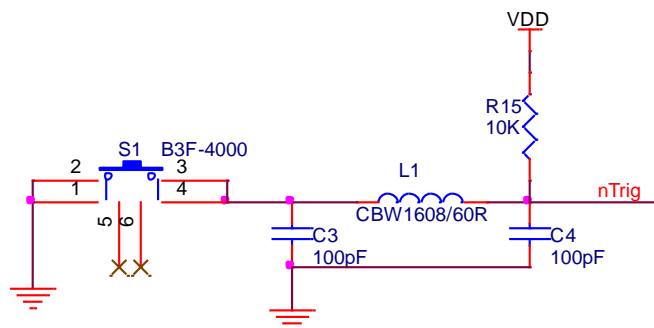 VDD
R15
10K
S1 B3F-4000
2 3
1 4
5 6
L1
CBW1608/60R
nTrig
C3
100pF
C4
100pF